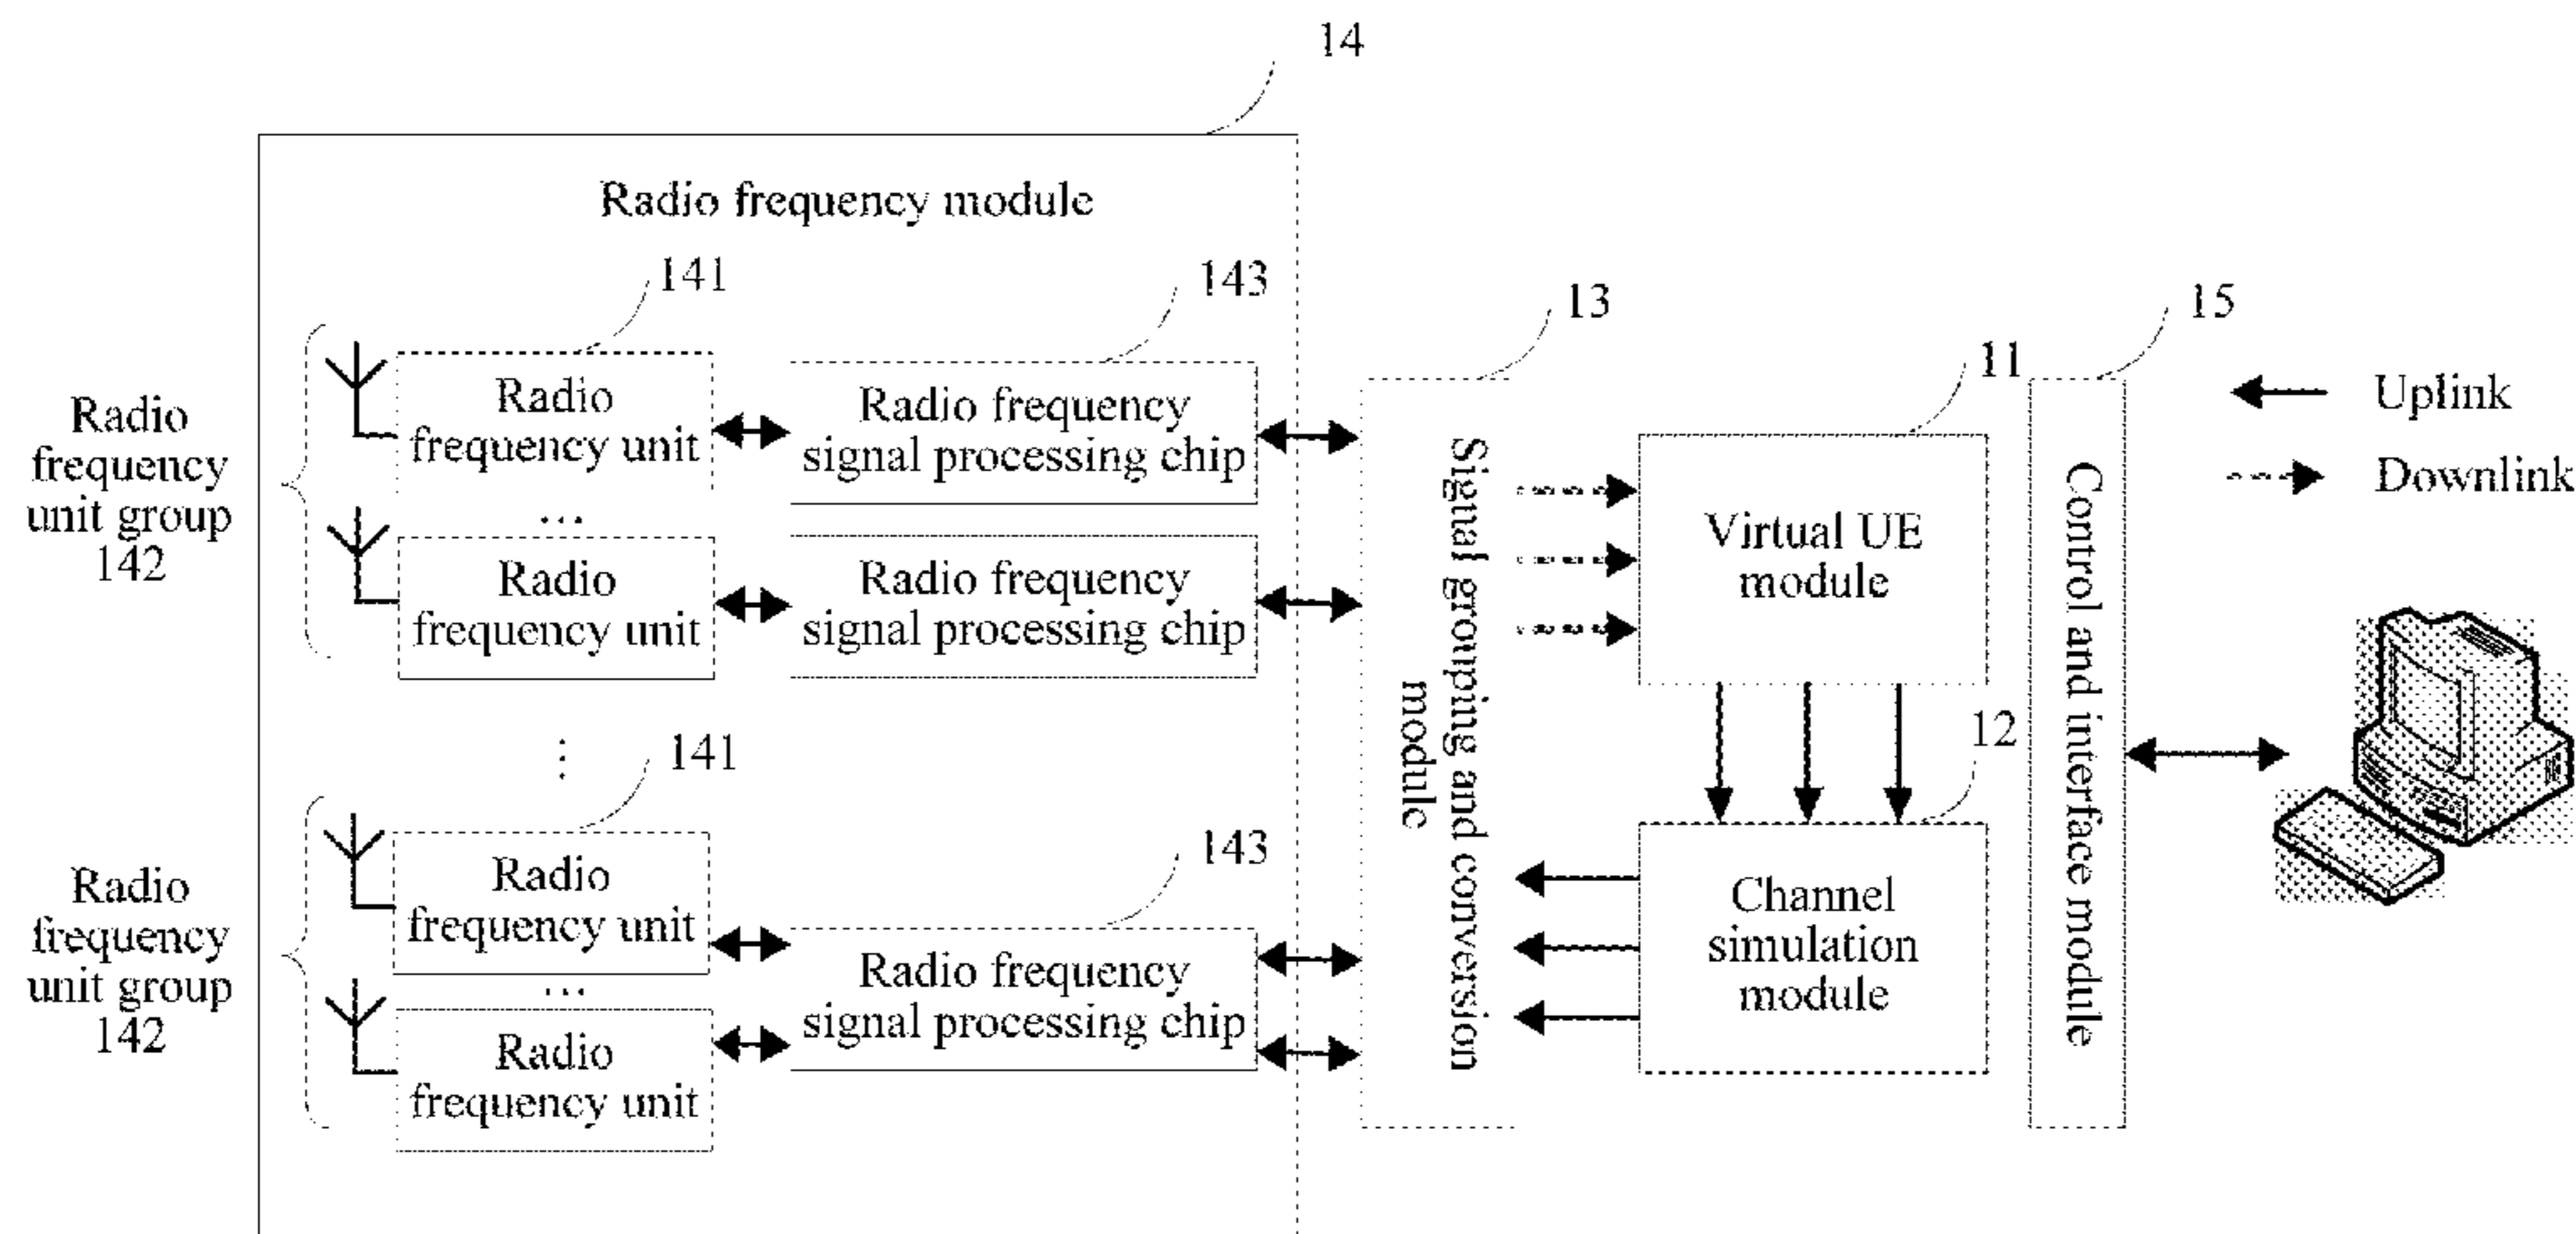 14
Radio frequency module
141
143
13
15
11
Radio
frequency
unit group
142
Radio
frequency unit
Radio frequency
signal processing chip
...
Radio
frequency unit
Radio frequency
signal processing chip
Signal grouping and conversion
module
Virtual UE
module
Control and interface module
Uplink
Downlink
12
⋮
141
143
Radio
frequency
unit group
142
Radio
frequency unit
...
Radio
frequency unit
Radio frequency
signal processing chip
Channel
simulation
module